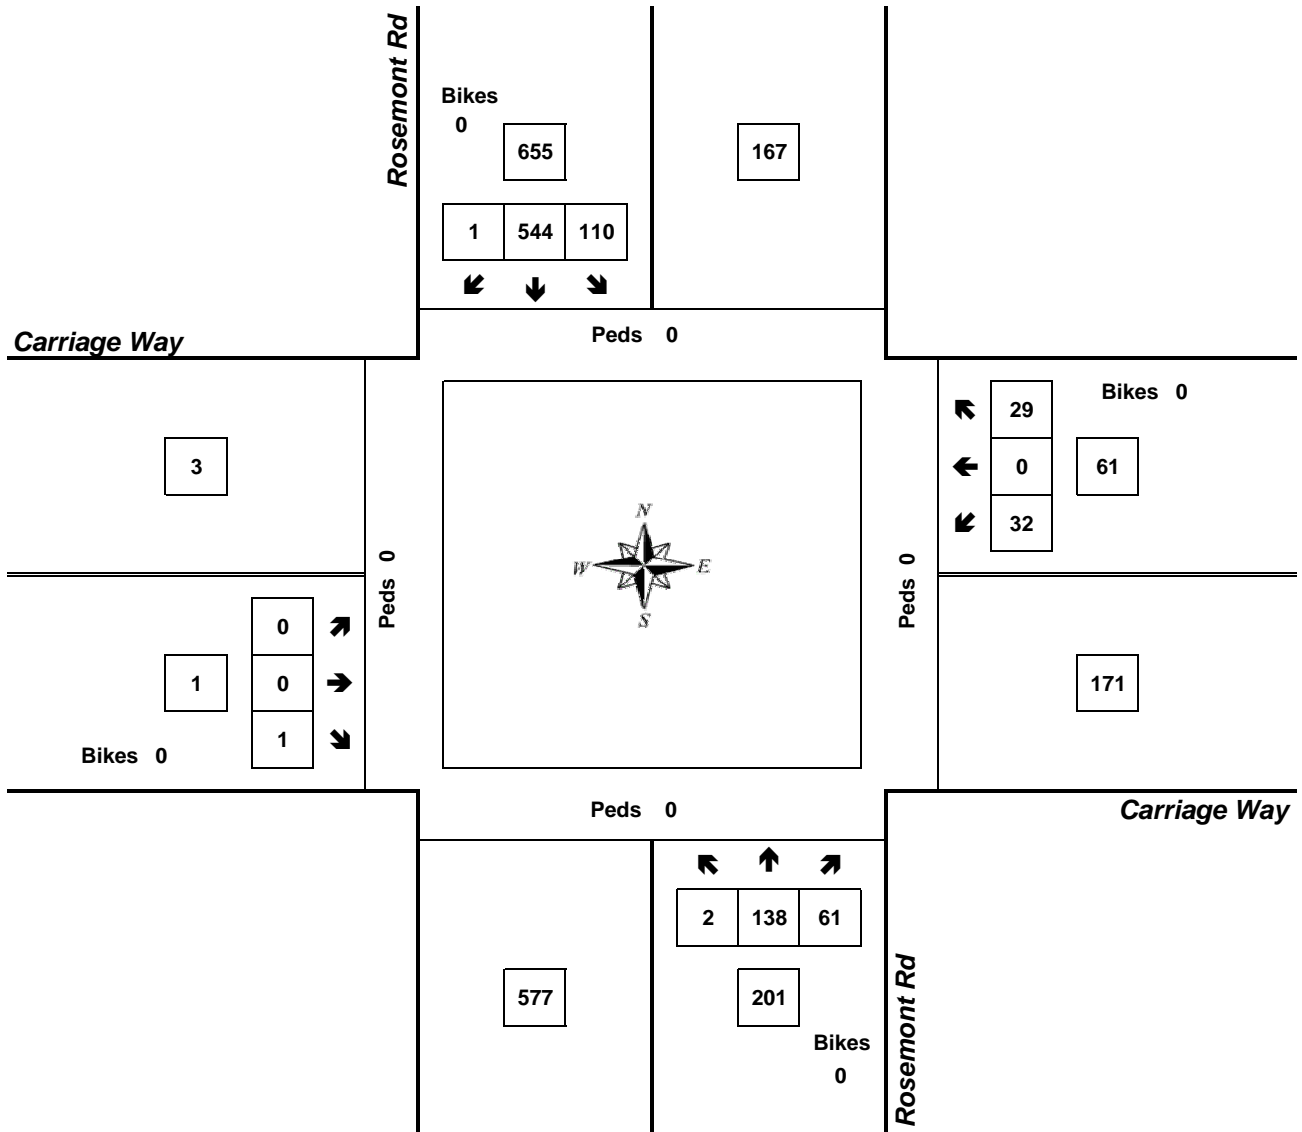 Rosemont Rd
Bikes
0
655
167
1 544 110
Peds 0
Carriage Way
29
0
32
Bikes 0
61
3
Peds 0
N
W E
S
Peds 0
0
0
1
1
Bikes 0
171
Peds 0
Carriage Way
2 138 61
577
201
Bikes
0
Rosemont Rd